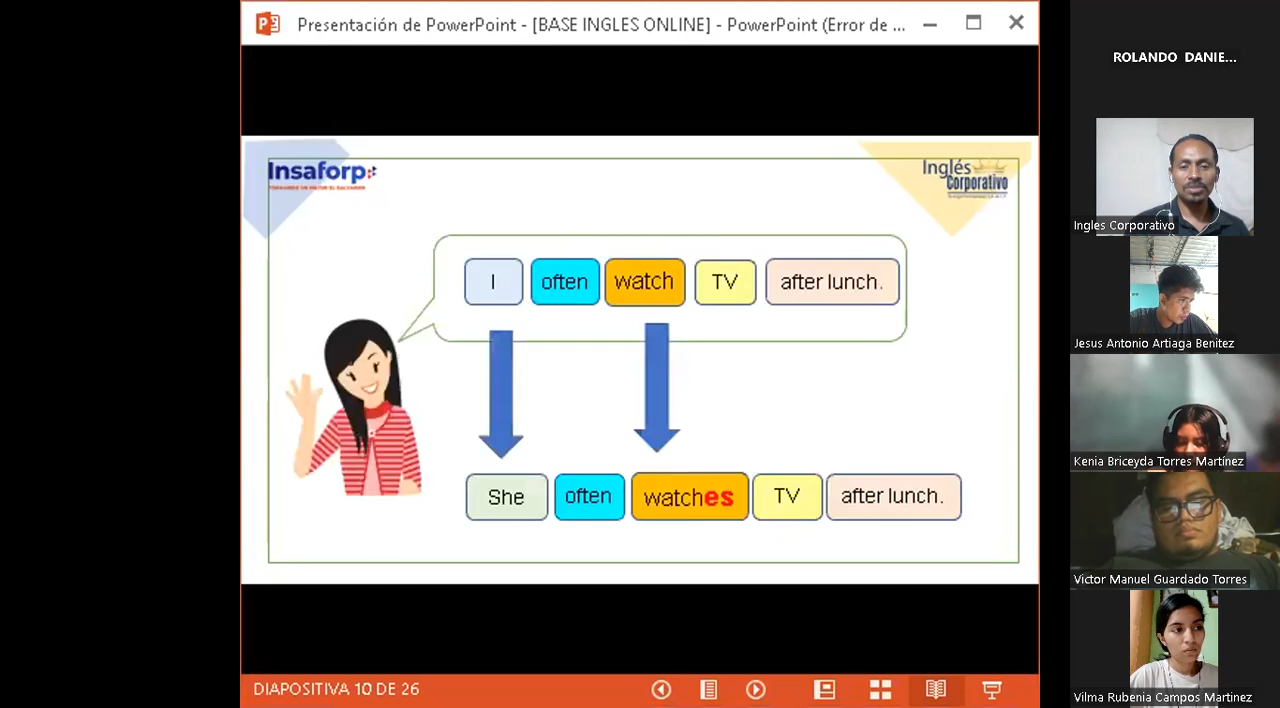 Presentación de PowerPoint - [BASE INGLES ONLINE] - PowerPoint (Error de ...
ROLANDO DANIE...
Insaforp
Inglés
Corporativo
I often watch TV after lunch.
She often watches TV after lunch.
Ingles Corporativo
Jesus Antonio Artiaga Benitez
Kenia Briceyda Torres Martínez
Victor Manuel Guardado Torres
Vilma Rubenia Campos Martinez
DIAPOSITIVA 10 DE 26